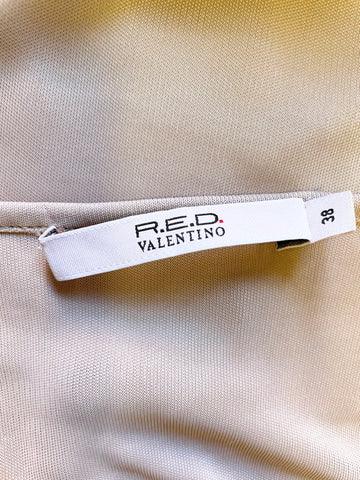 R.E.D.
VALENTINO
38